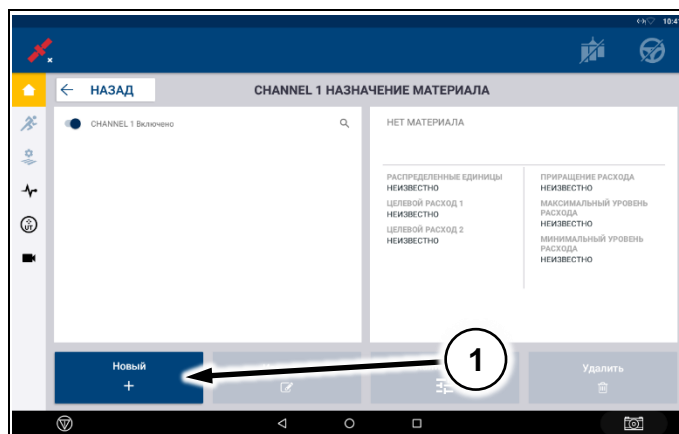 10:4
НАЗАД
CHANNEL 1 НАЗНАЧЕНИЕ МАТЕРИАЛА
CHANNEL 1 Включено
НЕТ МАТЕРИАЛА
РАСПРЕДЕЛЕННЫЕ ЕДИНИЦЫ
НЕИЗВЕСТНО
ЦЕЛЕВОЙ РАСХОД 1
НЕИЗВЕСТНО
ЦЕЛЕВОЙ РАСХОД 2
НЕИЗВЕСТНО
ПРИРАЩЕНИЕ РАСХОДА
НЕИЗВЕСТНО
МАКСИМАЛЬНЫЙ УРОВЕНЬ
РАСХОДА
НЕИЗВЕСТНО
МИНИМАЛЬНЫЙ УРОВЕНЬ
РАСХОДА
НЕИЗВЕСТНО
UT
Новый
1
Удалить